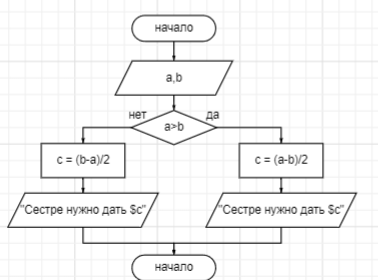 начало
a,b
нет
да
a>b
c = (b-a)/2
c = (a-b)/2
"Сестре нужно дать $c"
"Сестре нужно дать $c"
начало